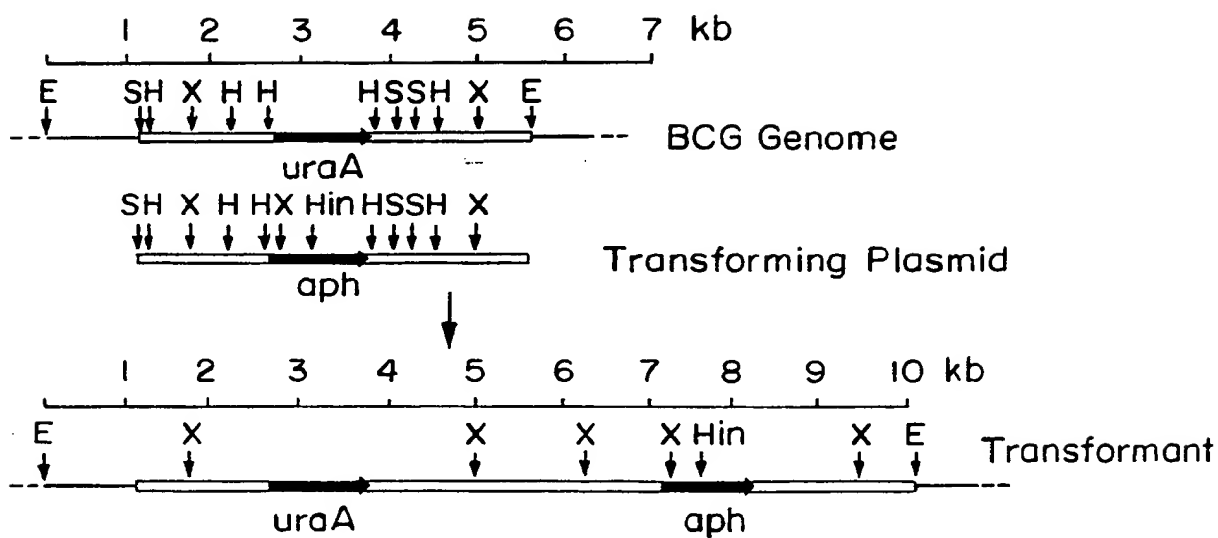 1 2 3 4 5 6 7 kb
E S H X H H H S S H X E
BCG Genome
uraA
S H X H H X Hin H S S H X
Transforming Plasmid
aph
1 2 3 4 5 6 7 8 9 10 kb
E X X X X Hin X E
Transformant
uraA aph